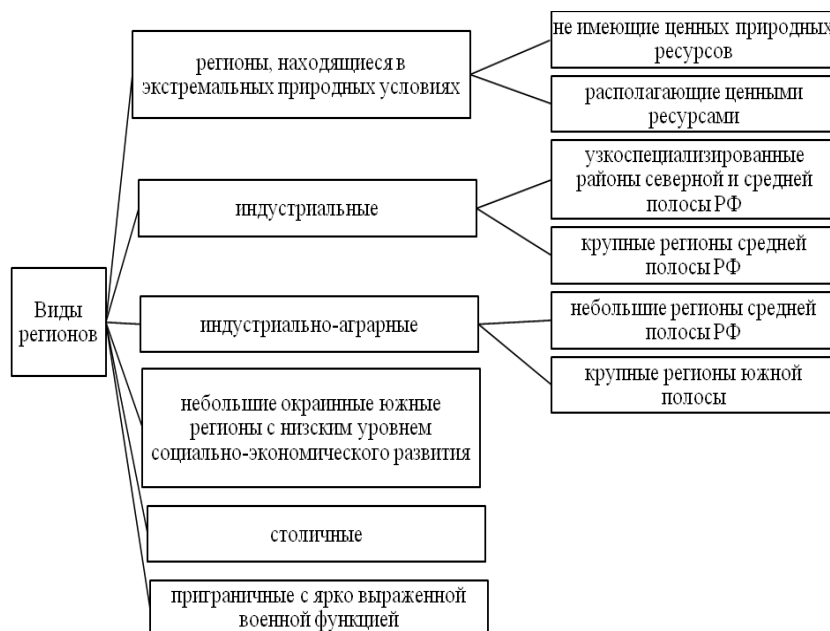 Виды
регионов
регионы, находящиеся в
экстремальных природных условиях
не имеющие ценных природных
ресурсов
располагающие ценными
ресурсами
индустриальные
узкоспециализированные
районы северной и средней
полосы РФ
крупные регионы средней
полосы РФ
индустриально-аграрные
небольшие регионы средней
полосы РФ
крупные регионы южной
полосы
небольшие окраинные южные
регионы с низским уровнем
социально-экономического развития
столичные
приграничные с ярко выраженной
военной функцией